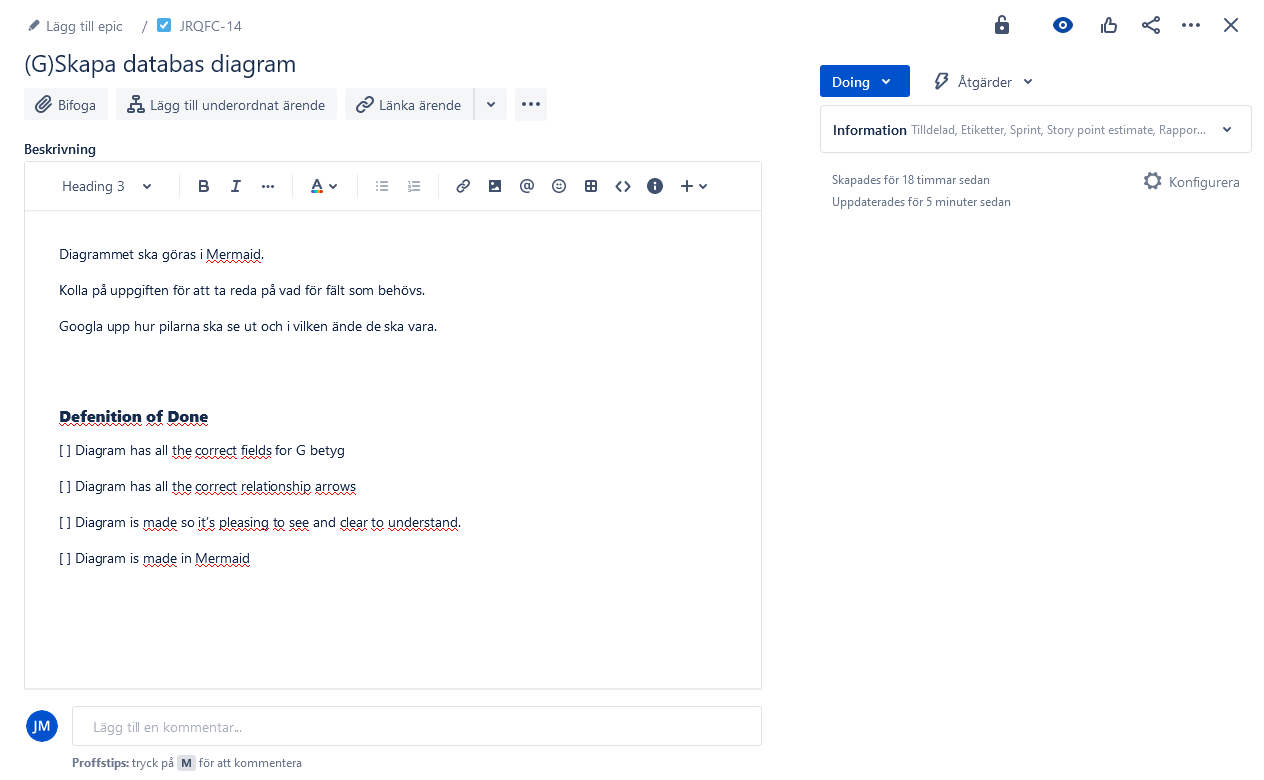 Lägg till epic / JRQFC-14
(G)Skapa databas diagram
Bifoga Lägg till underordnat ärende Länka ärende
Doing Åtgärder
Information Tilldelad, Etiketter, Sprint, Story point estimate, Rappor...
Skapades för 18 timmar sedan
Uppdaterades för 5 minuter sedan
Konfigurera
Beskrivning
Heading 3 B I A
Diagrammet ska göras i Mermaid.
Kolla på uppgiften för att ta reda på vad för fält som behövs.
Googla upp hur pilarna ska se ut och i vilken ände de ska vara.
Defenition of Done
[ ] Diagram has all the correct fields for G betyg
[ ] Diagram has all the correct relationship arrows
[ ] Diagram is made so it's pleasing to see and clear to understand.
[ ] Diagram is made in Mermaid
JM Lägg till en kommentar...
Proffstips: tryck på M för att kommentera